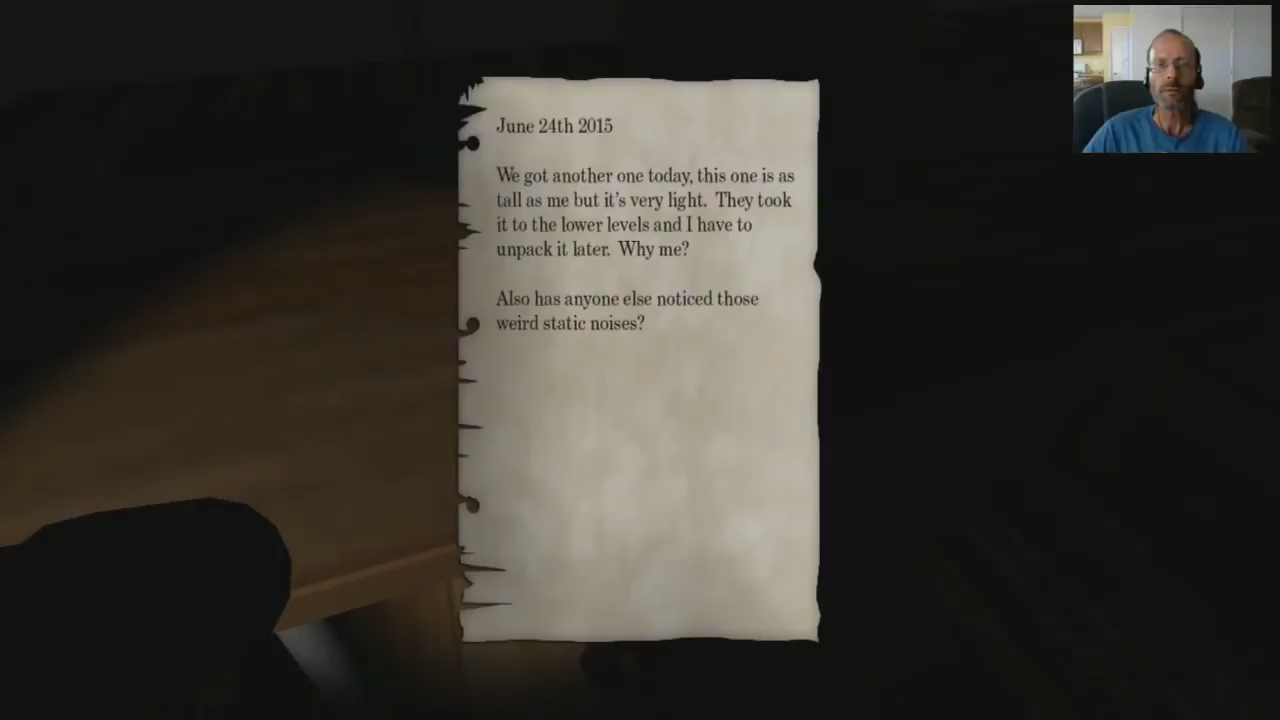 June 24th 2015
We got another one today, this one is as
tall as me but it's very light.  They took
it to the lower levels and I have to
unpack it later.  Why me?
Also has anyone else noticed those
weird static noises?